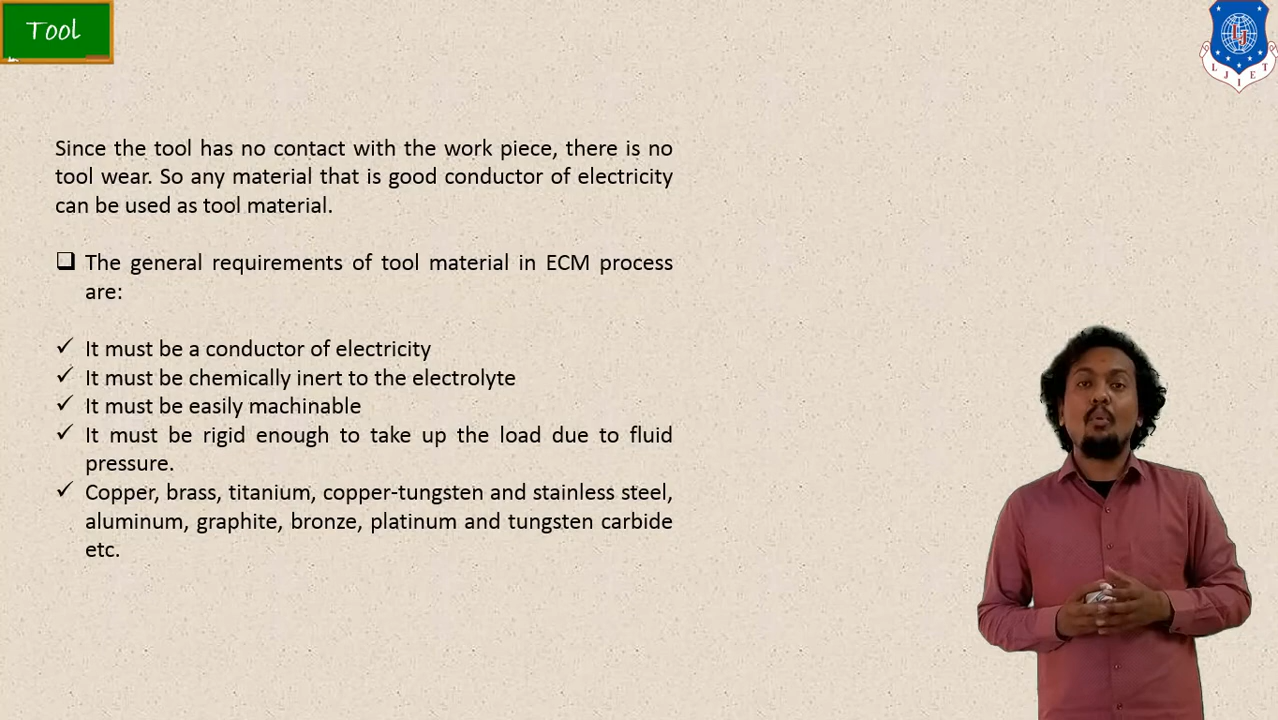 Tool
L J I E T
Since the tool has no contact with the work piece, there is no
tool wear. So any material that is good conductor of electricity
can be used as tool material.
The general requirements of tool material in ECM process
are:
It must be a conductor of electricity
It must be chemically inert to the electrolyte
It must be easily machinable
It must be rigid enough to take up the load due to fluid
pressure.
Copper, brass, titanium, copper-tungsten and stainless steel,
aluminum, graphite, bronze, platinum and tungsten carbide
etc.